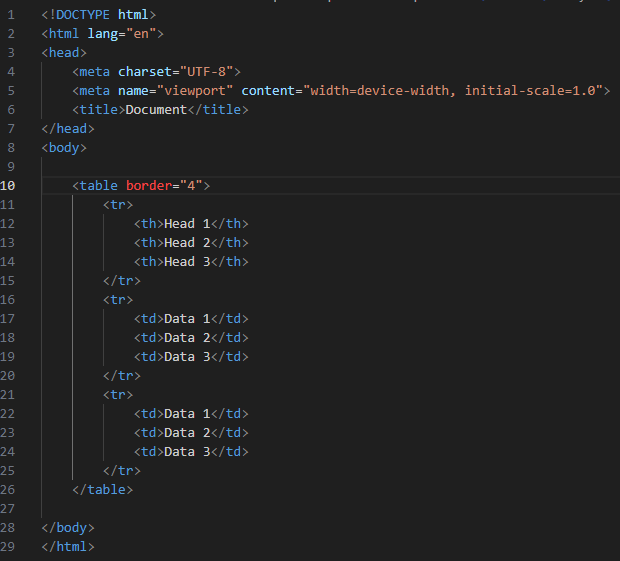 1 <!DOCTYPE html>
2 <html lang="en">
3 <head>
4     <meta charset="UTF-8">
5     <meta name="viewport" content="width=device-width, initial-scale=1.0">
6     <title>Document</title>
7 </head>
8 <body>
9
10     <table border="4">
11         <tr>
12             <th>Head 1</th>
13             <th>Head 2</th>
14             <th>Head 3</th>
15         </tr>
16         <tr>
17             <td>Data 1</td>
18             <td>Data 2</td>
19             <td>Data 3</td>
20         </tr>
21         <tr>
22             <td>Data 1</td>
23             <td>Data 2</td>
24             <td>Data 3</td>
25         </tr>
26     </table>
27
28 </body>
29 </html>